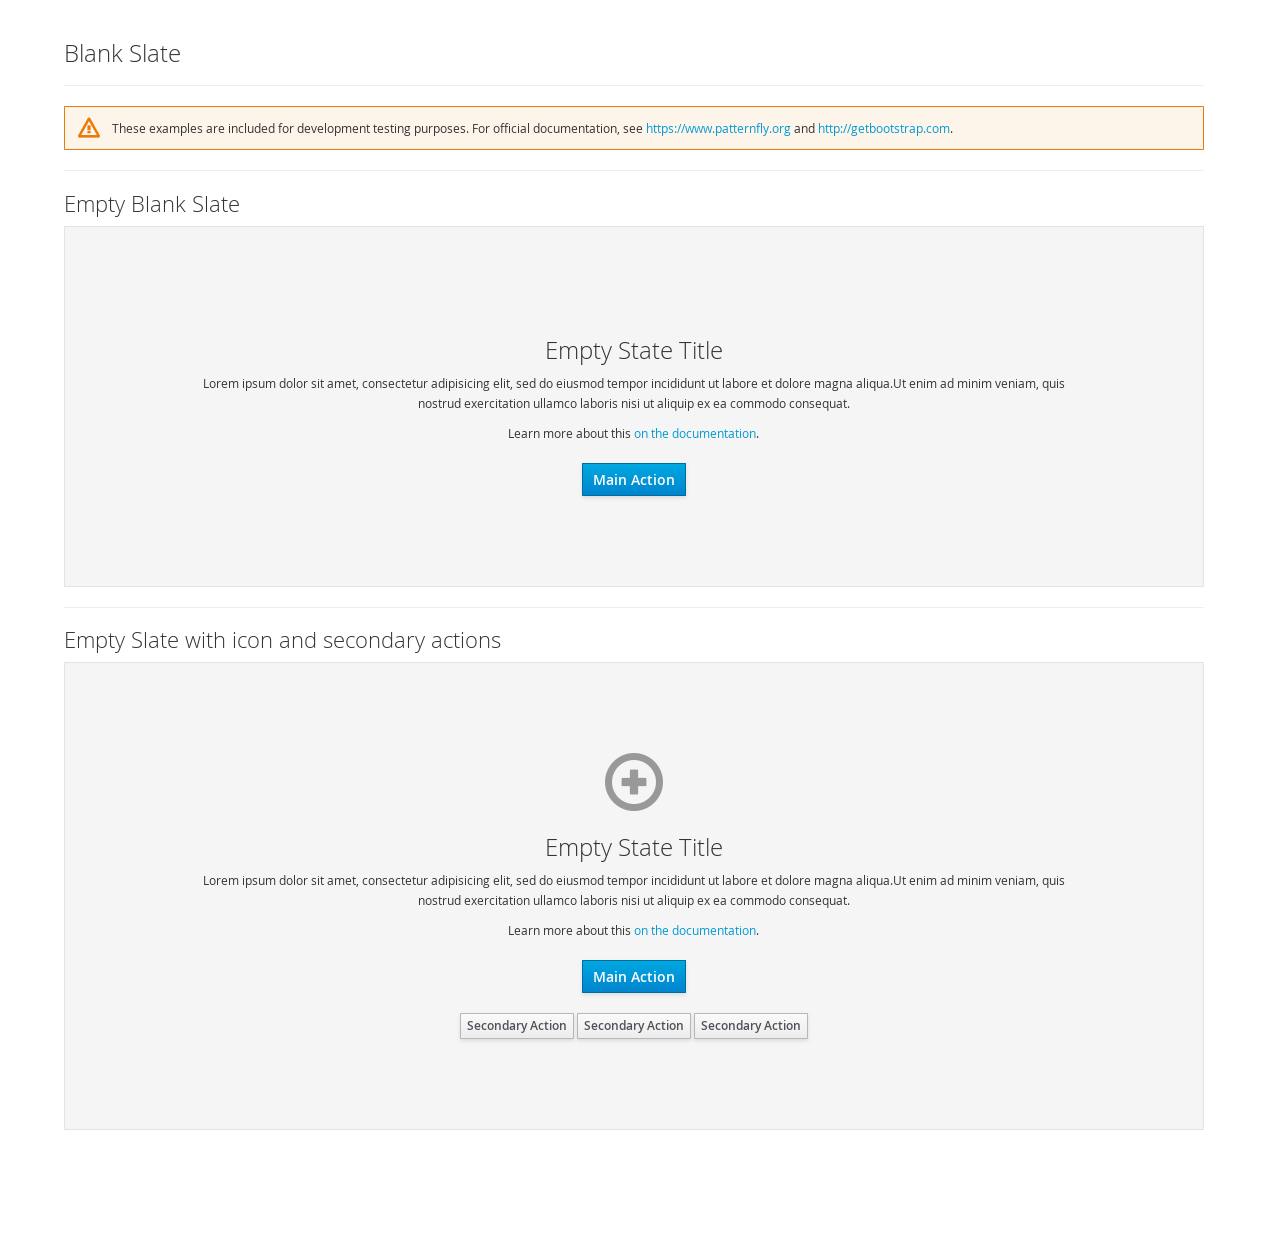 Blank Slate
These examples are included for development testing purposes. For official documentation, see https://www.patternfly.org and http://getbootstrap.com.
Empty Blank Slate
Empty State Title
Lorem ipsum dolor sit amet, consectetur adipisicing elit, sed do eiusmod tempor incididunt ut labore et dolore magna aliqua.Ut enim ad minim veniam, quis
nostrud exercitation ullamco laboris nisi ut aliquip ex ea commodo consequat.
Learn more about this on the documentation.
Main Action
Empty Slate with icon and secondary actions
Empty State Title
Lorem ipsum dolor sit amet, consectetur adipisicing elit, sed do eiusmod tempor incididunt ut labore et dolore magna aliqua.Ut enim ad minim veniam, quis
nostrud exercitation ullamco laboris nisi ut aliquip ex ea commodo consequat.
Learn more about this on the documentation.
Main Action
Secondary Action Secondary Action Secondary Action